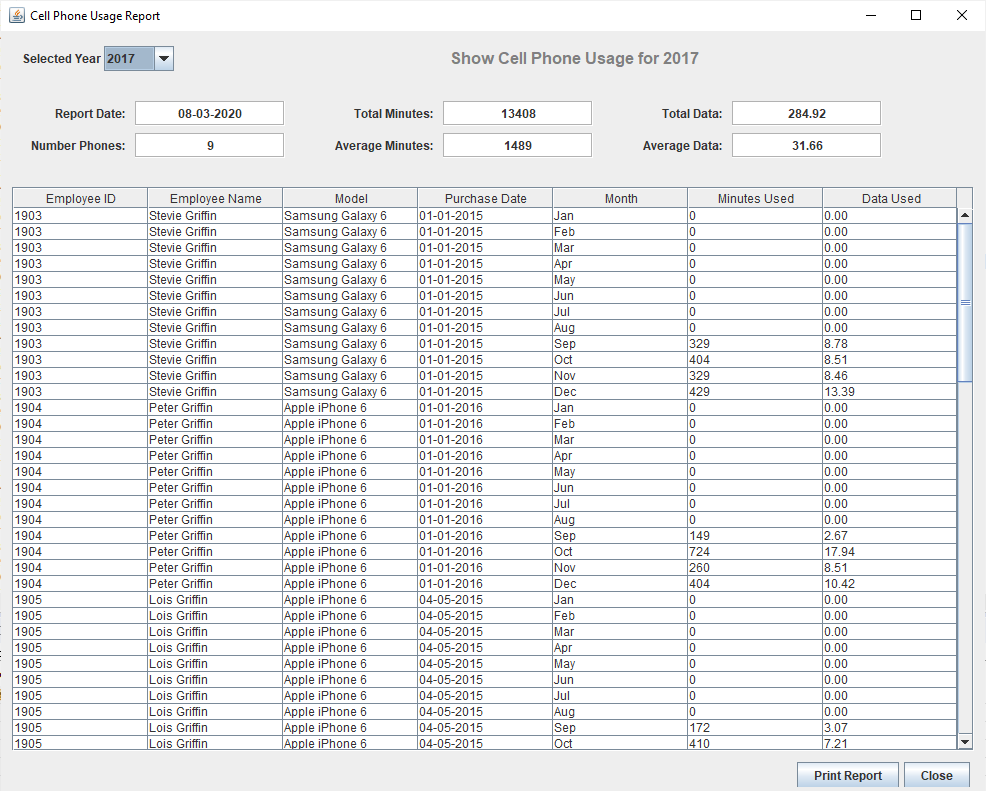 Cell Phone Usage Report
Selected Year 2017
Show Cell Phone Usage for 2017
Report Date: 08-03-2020 Total Minutes: 13408 Total Data: 284.92
Number Phones: 9 Average Minutes: 1489 Average Data: 31.66
Employee ID Employee Name Model Purchase Date Month Minutes Used Data Used
1903 Stevie Griffin Samsung Galaxy 6 01-01-2015 Jan 0 0.00
1903 Stevie Griffin Samsung Galaxy 6 01-01-2015 Feb 0 0.00
1903 Stevie Griffin Samsung Galaxy 6 01-01-2015 Mar 0 0.00
1903 Stevie Griffin Samsung Galaxy 6 01-01-2015 Apr 0 0.00
1903 Stevie Griffin Samsung Galaxy 6 01-01-2015 May 0 0.00
1903 Stevie Griffin Samsung Galaxy 6 01-01-2015 Jun 0 0.00
1903 Stevie Griffin Samsung Galaxy 6 01-01-2015 Jul 0 0.00
1903 Stevie Griffin Samsung Galaxy 6 01-01-2015 Aug 0 0.00
1903 Stevie Griffin Samsung Galaxy 6 01-01-2015 Sep 329 8.78
1903 Stevie Griffin Samsung Galaxy 6 01-01-2015 Oct 404 8.51
1903 Stevie Griffin Samsung Galaxy 6 01-01-2015 Nov 329 8.46
1903 Stevie Griffin Samsung Galaxy 6 01-01-2015 Dec 429 13.39
1904 Peter Griffin Apple iPhone 6 01-01-2016 Jan 0 0.00
1904 Peter Griffin Apple iPhone 6 01-01-2016 Feb 0 0.00
1904 Peter Griffin Apple iPhone 6 01-01-2016 Mar 0 0.00
1904 Peter Griffin Apple iPhone 6 01-01-2016 Apr 0 0.00
1904 Peter Griffin Apple iPhone 6 01-01-2016 May 0 0.00
1904 Peter Griffin Apple iPhone 6 01-01-2016 Jun 0 0.00
1904 Peter Griffin Apple iPhone 6 01-01-2016 Jul 0 0.00
1904 Peter Griffin Apple iPhone 6 01-01-2016 Aug 0 0.00
1904 Peter Griffin Apple iPhone 6 01-01-2016 Sep 149 2.67
1904 Peter Griffin Apple iPhone 6 01-01-2016 Oct 724 17.94
1904 Peter Griffin Apple iPhone 6 01-01-2016 Nov 260 8.51
1904 Peter Griffin Apple iPhone 6 01-01-2016 Dec 404 10.42
1905 Lois Griffin Apple iPhone 6 04-05-2015 Jan 0 0.00
1905 Lois Griffin Apple iPhone 6 04-05-2015 Feb 0 0.00
1905 Lois Griffin Apple iPhone 6 04-05-2015 Mar 0 0.00
1905 Lois Griffin Apple iPhone 6 04-05-2015 Apr 0 0.00
1905 Lois Griffin Apple iPhone 6 04-05-2015 May 0 0.00
1905 Lois Griffin Apple iPhone 6 04-05-2015 Jun 0 0.00
1905 Lois Griffin Apple iPhone 6 04-05-2015 Jul 0 0.00
1905 Lois Griffin Apple iPhone 6 04-05-2015 Aug 0 0.00
1905 Lois Griffin Apple iPhone 6 04-05-2015 Sep 172 3.07
1905 Lois Griffin Apple iPhone 6 04-05-2015 Oct 410 7.21
Print Report Close